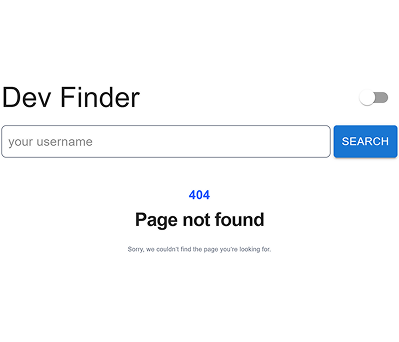 Dev Finder
your username
SEARCH
404
Page not found
Sorry, we couldn't find the page you're looking for.